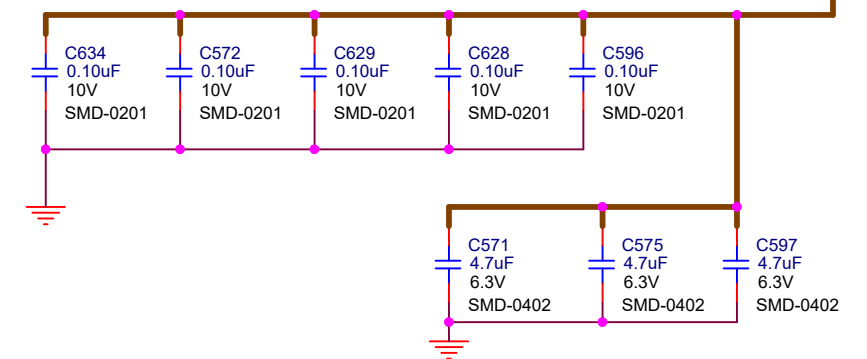 C634
0.10uF
10V
SMD-0201
C572
0.10uF
10V
SMD-0201
C629
0.10uF
10V
SMD-0201
C628
0.10uF
10V
SMD-0201
C596
0.10uF
10V
SMD-0201
C571
4.7uF
6.3V
SMD-0402
C575
4.7uF
6.3V
SMD-0402
C597
4.7uF
6.3V
SMD-0402